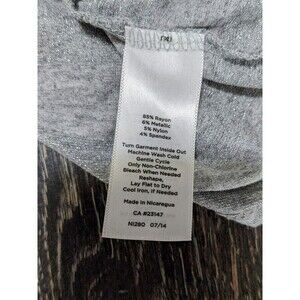 85% Rayon
6% Metallic
5% Nylon
4% Spandex
Turn Garment Inside Out
Machine Wash Cold
Gentle Cycle
Only Non-Chlorine
Bleach When Needed
Reshape,
Lay Flat to Dry
Cool Iron, if Needed
Made in Nicaragua
CA #23147
NI280 07/14